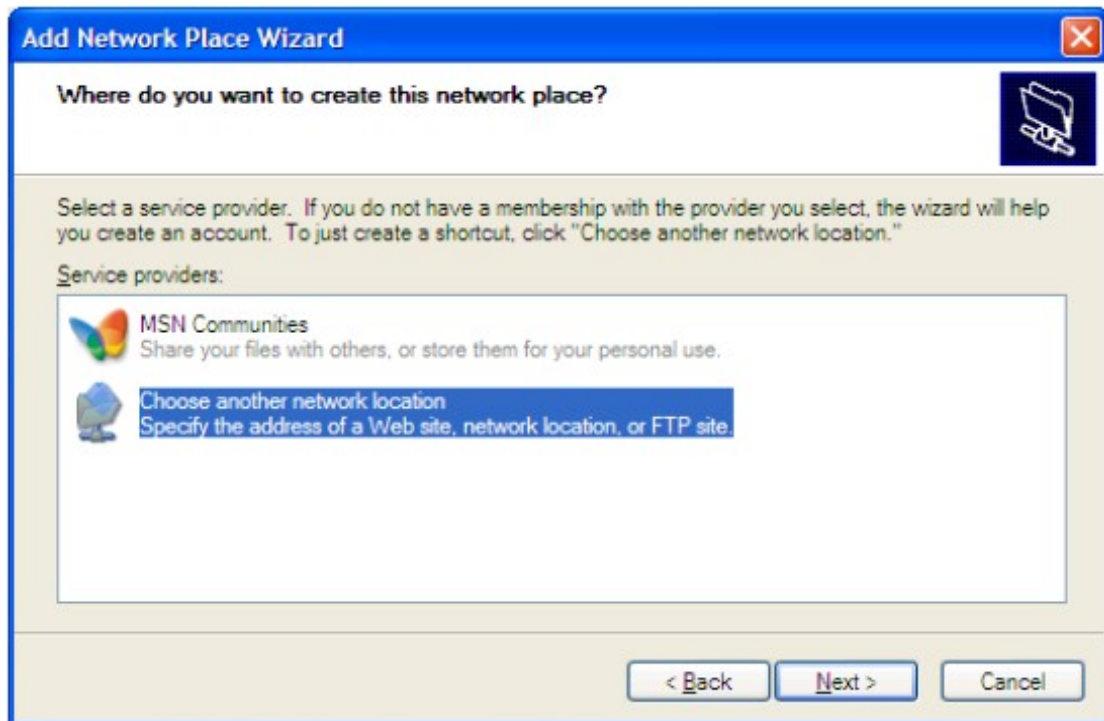 Add Network Place Wizard
Where do you want to create this network place?
Select a service provider.  If you do not have a membership with the provider you select, the wizard will help
you create an account.  To just create a shortcut, click "Choose another network location."
Service providers:
MSN Communities
Share your files with others, or store them for your personal use.
Choose another network location
Specify the address of a Web site, network location, or FTP site.
< Back
Next >
Cancel